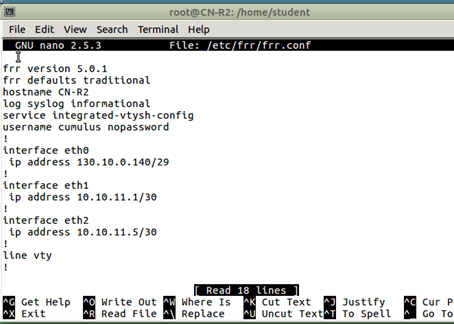 root@CN-R2: /home/student
File Edit View Search Terminal Help
GNU nano 2.5.3 File: /etc/frr/frr.conf
frr version 5.0.1
frr defaults traditional
hostname CN-R2
log syslog informational
service integrated-vtysh-config
username cumulus nopassword
!
interface eth0
ip address 130.10.0.140/29
!
interface eth1
ip address 10.10.11.1/30
!
interface eth2
ip address 10.10.11.5/30
!
line vty
!
[ Read 18 lines ]
^G Get Help ^O Write Out ^W Where Is ^K Cut Text ^J Justify ^C Cur P
^X Exit ^R Read File ^\ Replace ^U Uncut Text ^T To Spell ^ Go To